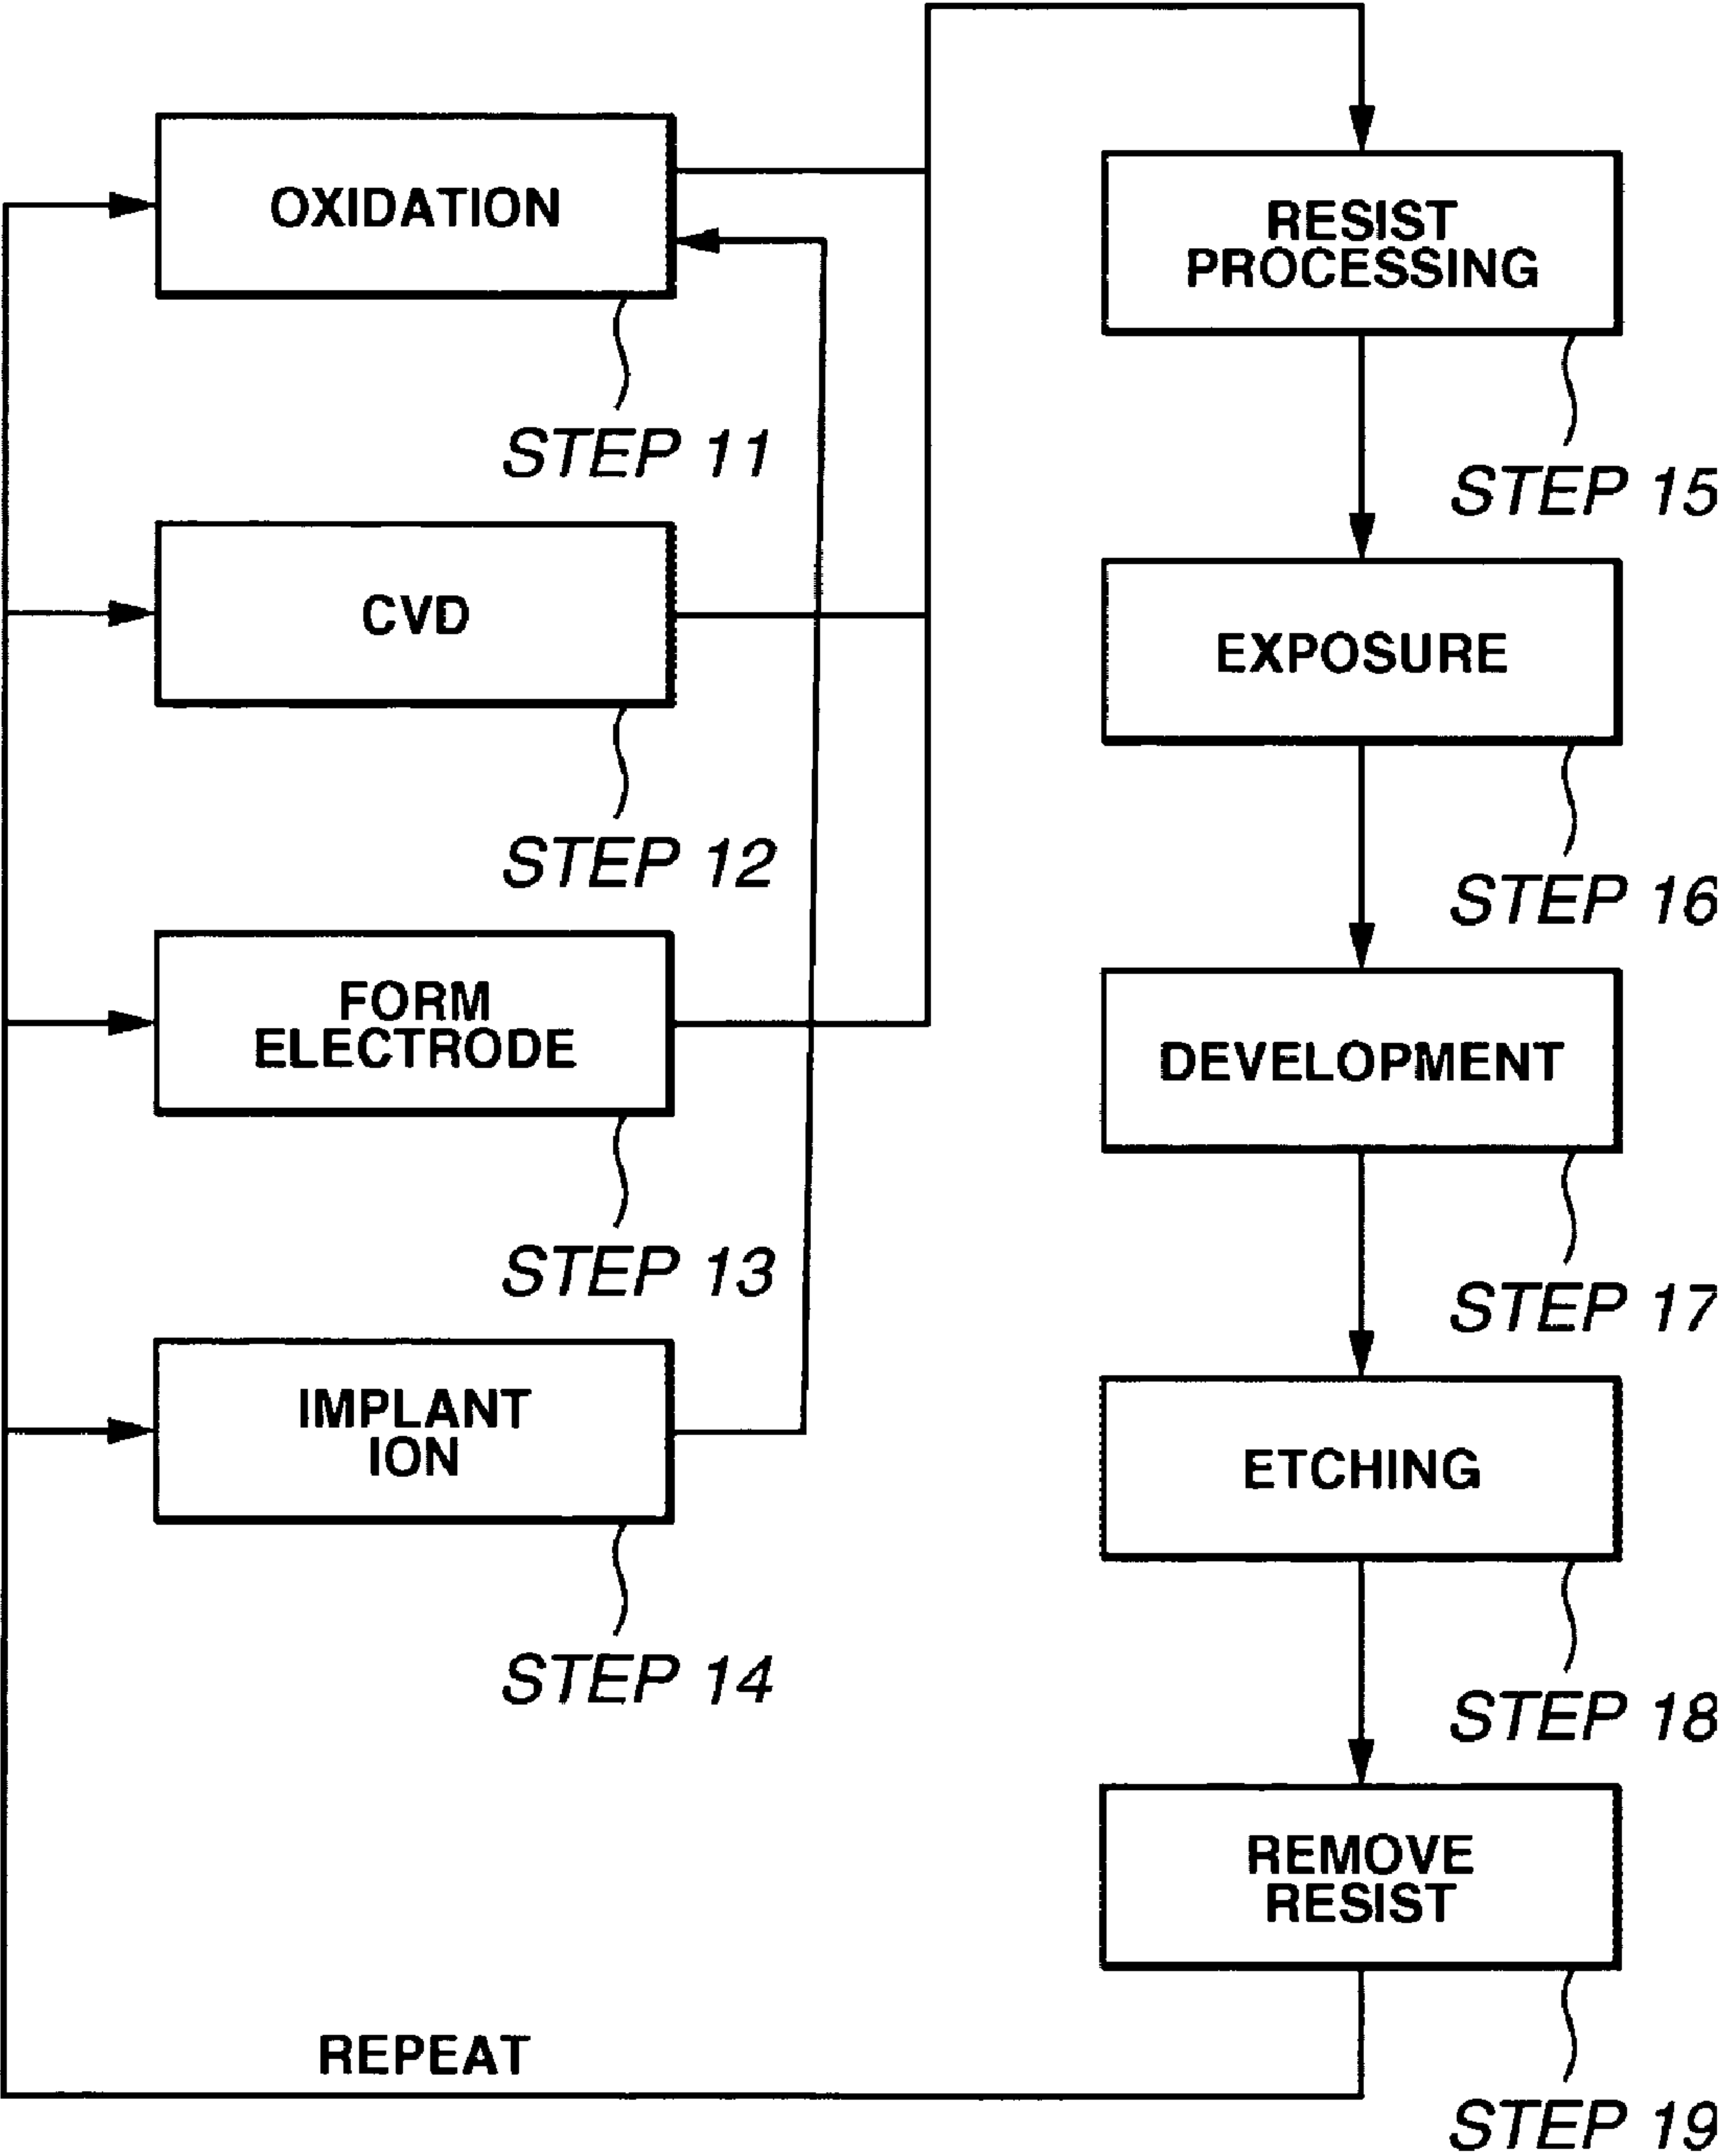 OXIDATION
STEP 11
CVD
STEP 12
FORM
ELECTRODE
STEP 13
IMPLANT
ION
STEP 14
RESIST
PROCESSING
STEP 15
EXPOSURE
STEP 16
DEVELOPMENT
STEP 17
ETCHING
STEP 18
REMOVE
RESIST
STEP 19
REPEAT